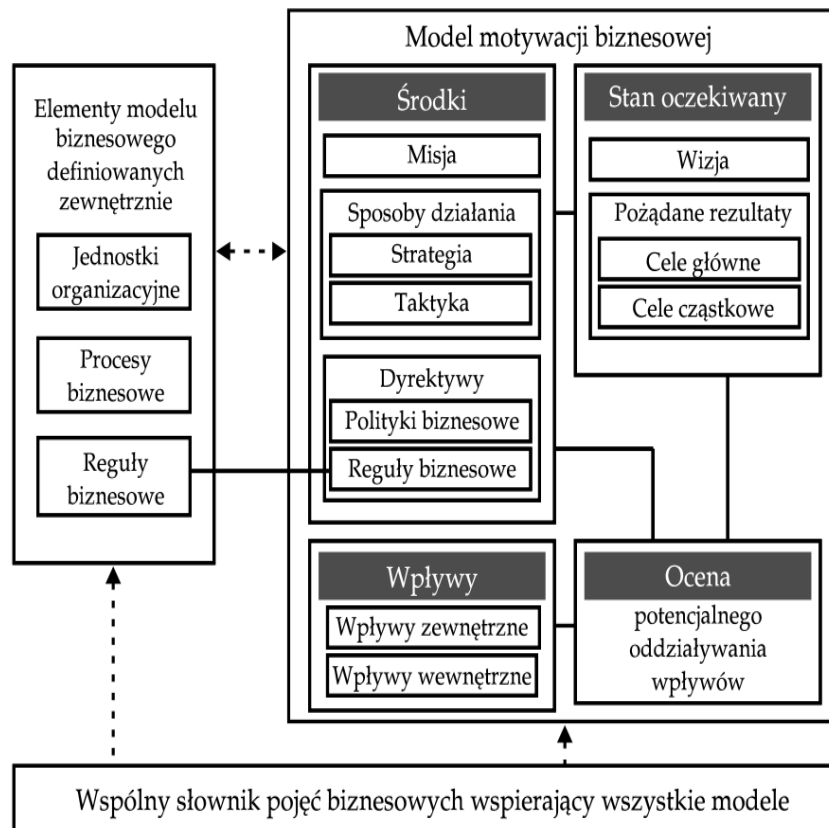 Model motywacji biznesowej
Elementy modelu
biznesowego
definiowanych
zewnętrznie
Jednostki
organizacyjne
Procesy
biznesowe
Reguły
biznesowe
Środki
Misja
Sposoby działania
Strategia
Taktyka
Dyrektywy
Polityki biznesowe
Reguły biznesowe
Stan oczekiwany
Wizja
Pożądane rezultaty
Cele główne
Cele cząstkowe
Wpływy
Wpływy zewnętrzne
Wpływy wewnętrzne
Ocena
potencjalnego
oddziaływania
wpływów
Wspólny słownik pojęć biznesowych wspierający wszystkie modele